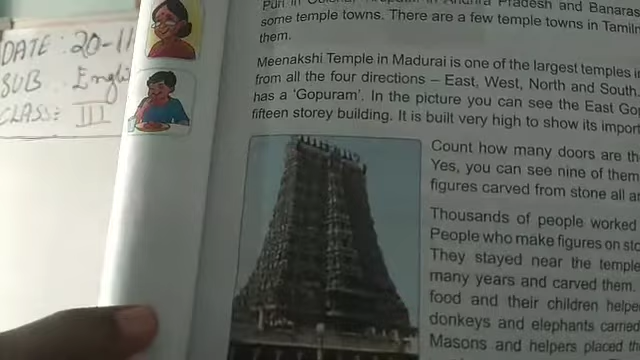 DATE: 20-11
SUB Engli
CLASS: III
Puri in Odisha, Tirupati in Andhra Pradesh and Banaras
some temple towns. There are a few temple towns in Tamil
them.
Meenakshi Temple in Madurai is one of the largest temples i
from all the four directions – East, West, North and South.
has a 'Gopuram'. In the picture you can see the East Go
fifteen storey building. It is built very high to show its impor
Count how many doors are th
Yes, you can see nine of them
figures carved from stone all a
Thousands of people worked
People who make figures on sto
They stayed near the temple
many years and carved them.
food and their children helpe
donkeys and elephants carried
Masons and helpers placed th